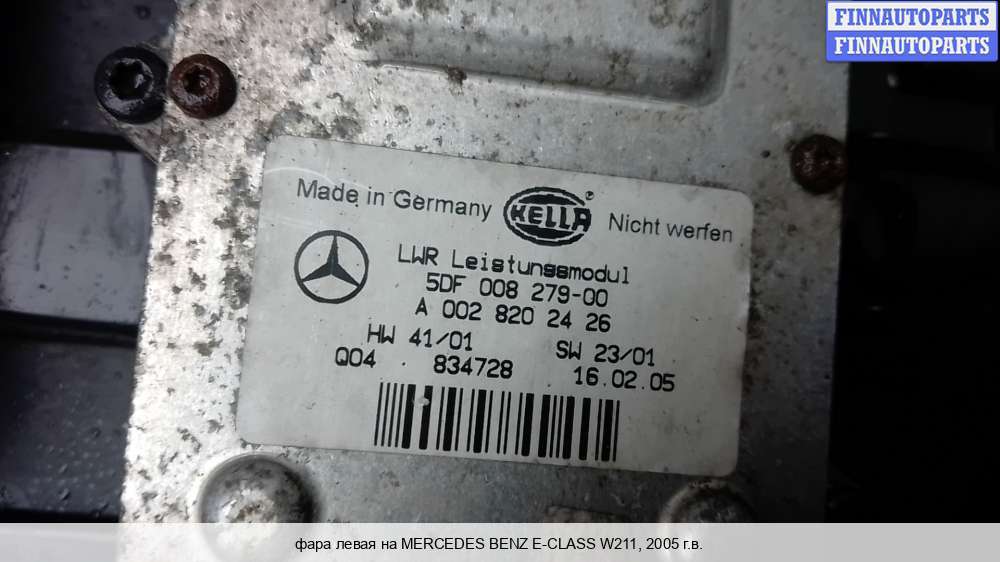 FINNAUTOPARTS
FINNAUTOPARTS
Made in Germany HELLA ® Nicht werfen
LWR Leistungsmodul
5DF 008 279-00
A 002 820 24 26
HW 41/01 SW 23/01
Q04 834728 16.02.05
фара левая на MERCEDES BENZ E-CLASS W211, 2005 г.в.